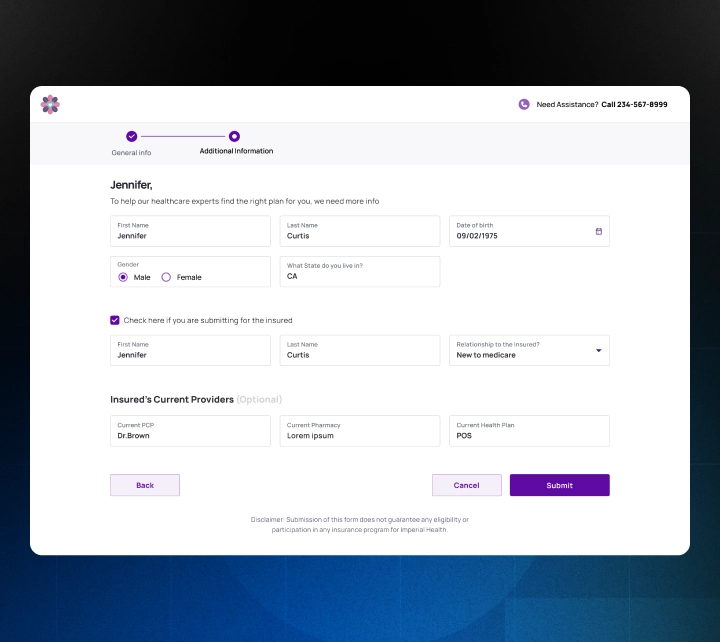 Need Assistance? Call 234-567-8999
General info
Additional Information
Jennifer,
To help our healthcare experts find the right plan for you, we need more info
First Name
Jennifer
Last Name
Curtis
Date of birth
09/02/1975
Gender
Male
Female
What State do you live in?
CA
Check here if you are submitting for the insured
First Name
Jennifer
Last Name
Curtis
Relationship to the Insured?
New to medicare
Insured's Current Providers (Optional)
Current PCP
Dr.Brown
Current Pharmacy
Lorem ipsum
Current Health Plan
POS
Back
Cancel
Submit
Disclaimer: Submission of this form does not guarantee any eligibility or
participation in any insurance program for Imperial Health.